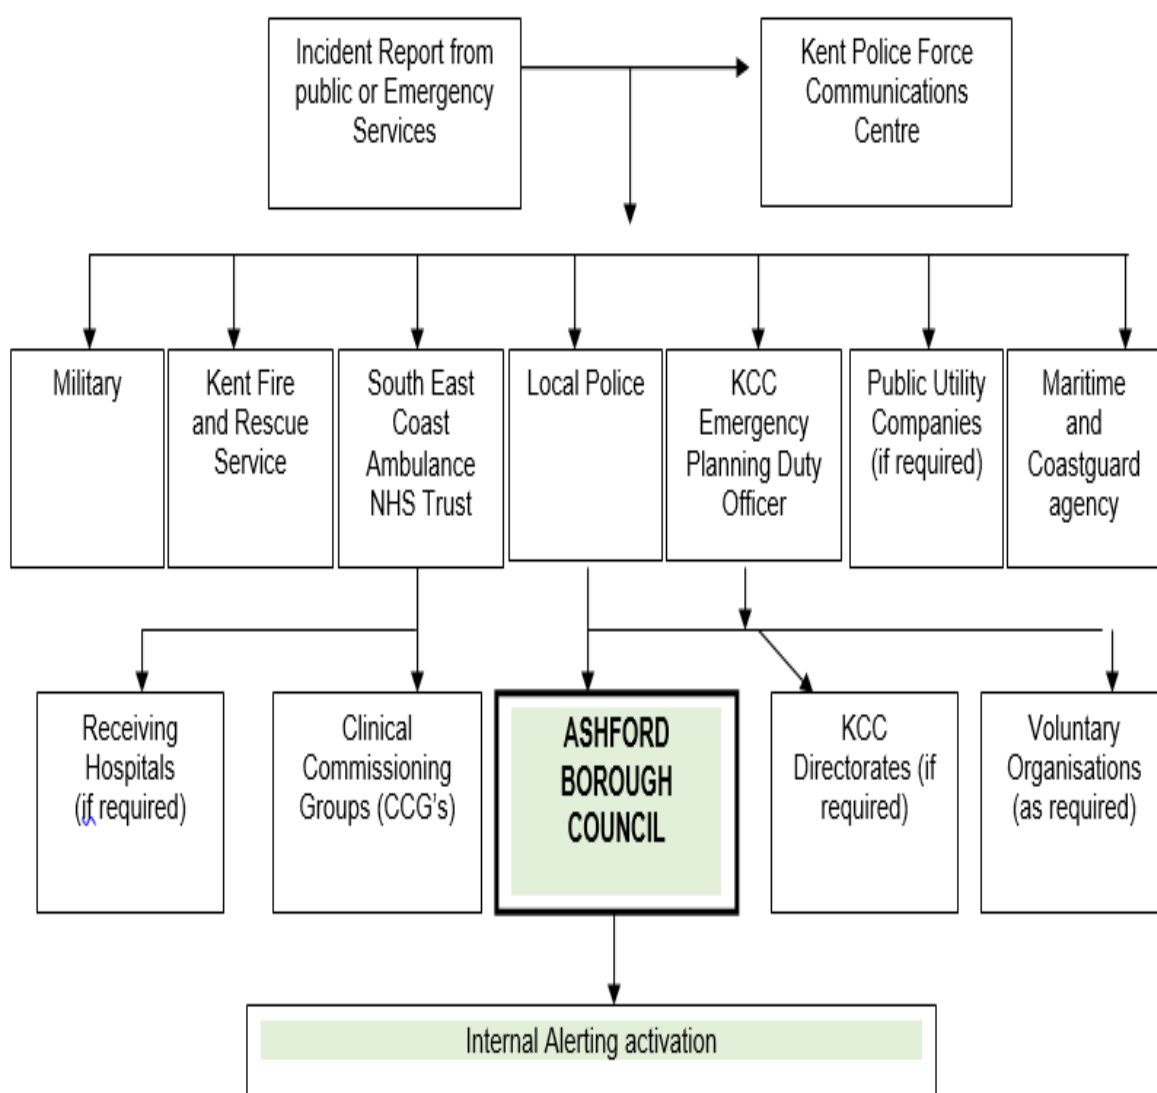 Incident Report from
public or Emergency
Services
Kent Police Force
Communications
Centre
Military
Kent Fire
and Rescue
Service
South East
Coast
Ambulance
NHS Trust
Local Police
KCC
Emergency
Planning Duty
Officer
Public Utility
Companies
(if required)
Maritime
and
Coastguard
agency
Receiving
Hospitals
(if required)
Clinical
Commissioning
Groups (CCG's)
ASHFORD
BOROUGH
COUNCIL
KCC
Directorates (if
required)
Voluntary
Organisations
(as required)
Internal Alerting activation